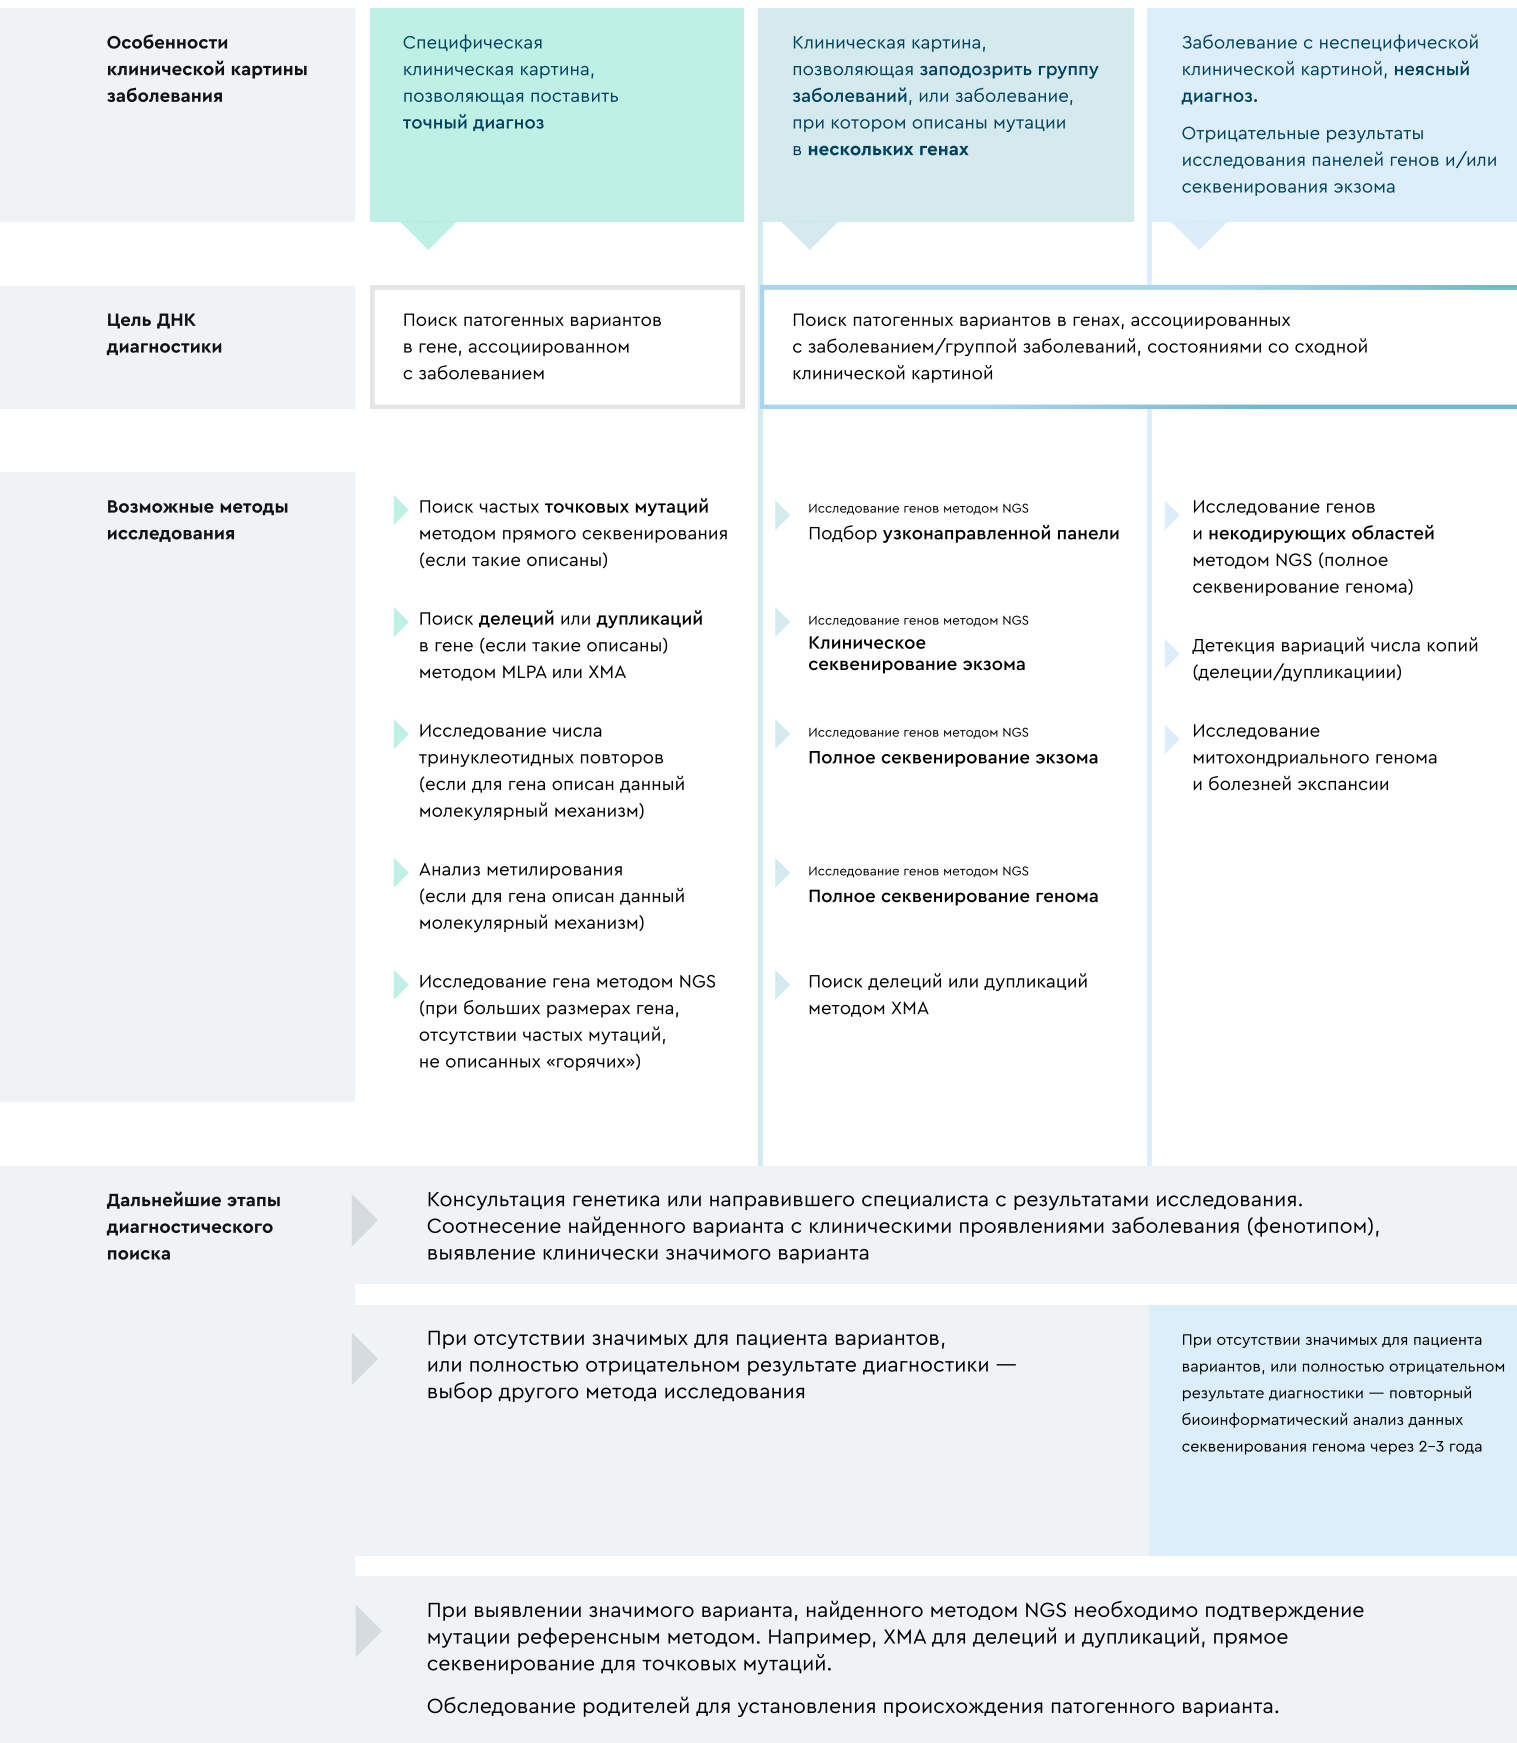 Особенности
клинической картины
заболевания
Специфическая
клиническая картина,
позволяющая поставить
точный диагноз
Клиническая картина,
позволяющая заподозрить группу
заболеваний, или заболевание,
при котором описаны мутации
в нескольких генах
Заболевание с неспецифической
клинической картиной, неясный
диагноз.
Отрицательные результаты
исследования панелей генов и/или
секвенирования экзома
Цель ДНК
диагностики
Поиск патогенных вариантов
в гене, ассоциированном
с заболеванием
Поиск патогенных вариантов в генах, ассоциированных
с заболеванием/группой заболеваний, состояниями со сходной
клинической картиной
Возможные методы
исследования
Поиск частых точковых мутаций
методом прямого секвенирования
(если такие описаны)
Поиск делеций или дупликаций
в гене (если такие описаны)
методом MLPA или ХМА
Исследование числа
тринуклеотидных повторов
(если для гена описан данный
молекулярный механизм)
Анализ метилирования
(если для гена описан данный
молекулярный механизм)
Исследование гена методом NGS
(при больших размерах гена,
отсутствии частых мутаций,
не описанных «горячих»)
Исследование генов методом NGS
Подбор узконаправленной панели
Исследование генов методом NGS
Клиническое
секвенирование экзома
Исследование генов методом NGS
Полное секвенирование экзома
Исследование генов методом NGS
Полное секвенирование генома
Поиск делеций или дупликаций
методом ХМА
Исследование генов
и некодирующих областей
методом NGS (полное
секвенирование генома)
Детекция вариаций числа копий
(делеции/дупликациии)
Исследование
митохондриального генома
и болезней экспансии
Дальнейшие этапы
диагностического
поиска
Консультация генетика или направившего специалиста с результатами исследования.
Соотнесение найденного варианта с клиническими проявлениями заболевания (фенотипом),
выявление клинически значимого варианта
При отсутствии значимых для пациента вариантов,
или полностью отрицательном результате диагностики —
выбор другого метода исследования
При отсутствии значимых для пациента
вариантов, или полностью отрицательном
результате диагностики — повторный
биоинформатический анализ данных
секвенирования генома через 2–3 года
При выявлении значимого варианта, найденного методом NGS необходимо подтверждение
мутации референсным методом. Например, ХМА для делеций и дупликаций, прямое
секвенирование для точковых мутаций.
Обследование родителей для установления происхождения патогенного варианта.